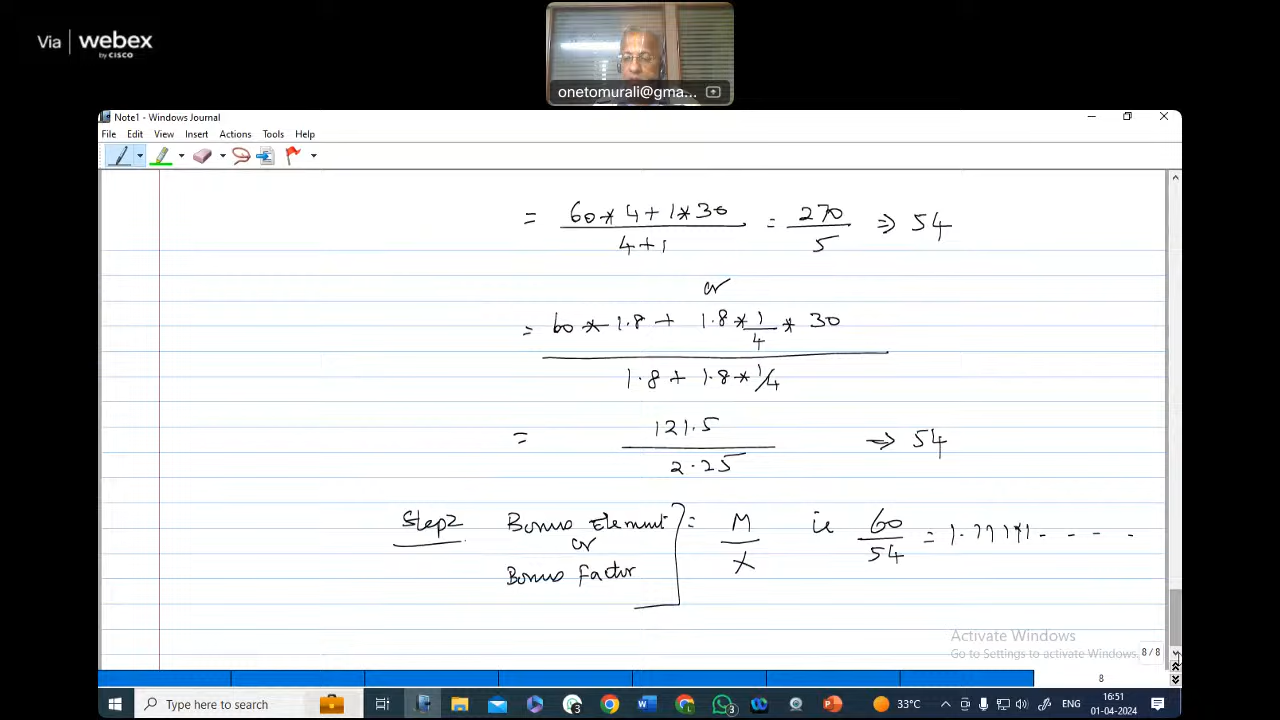 Via webex
by CISCO
onetomurali@gma...
Note1 - Windows Journal
File Edit View Insert Actions Tools Help
= 60*4+1*30 / 4+1 = 270 / 5 ⇒ 54
or
= 60*1.8 + 1.8*1/4 * 30
1.8 + 1.8*1/4
= 121.5 / 2.25 ⇒ 54
Step2 Bonus Element = M / X ie 60 / 54 = 1.11111- - - -
or
Bonus factor
Activate Windows
Go to Settings to activate Windows.
8/8
8
Type here to search
3
3
33°C
ENG
16:51
01-04-2024